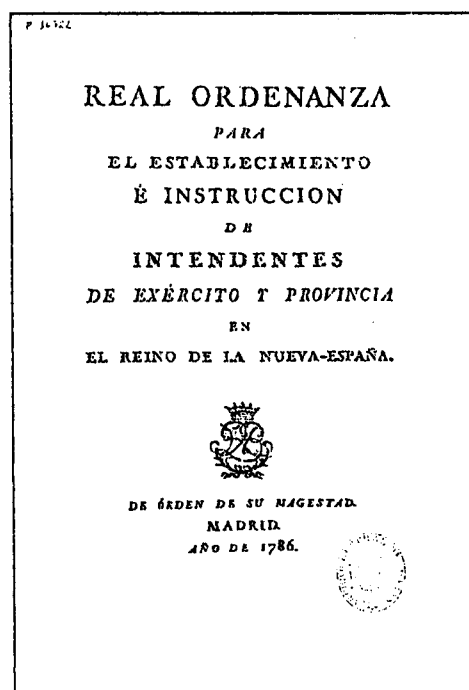 REAL ORDENANZA
PARA
EL ESTABLECIMIENTO
É INSTRUCCION
DE
INTENDENTES
DE EXÉRCITO Y PROVINCIA
EN
EL REINO DE LA NUEVA-ESPAÑA.
DE ÓRDEN DE SU MAGESTAD.
MADRID
AÑO DE 1786.